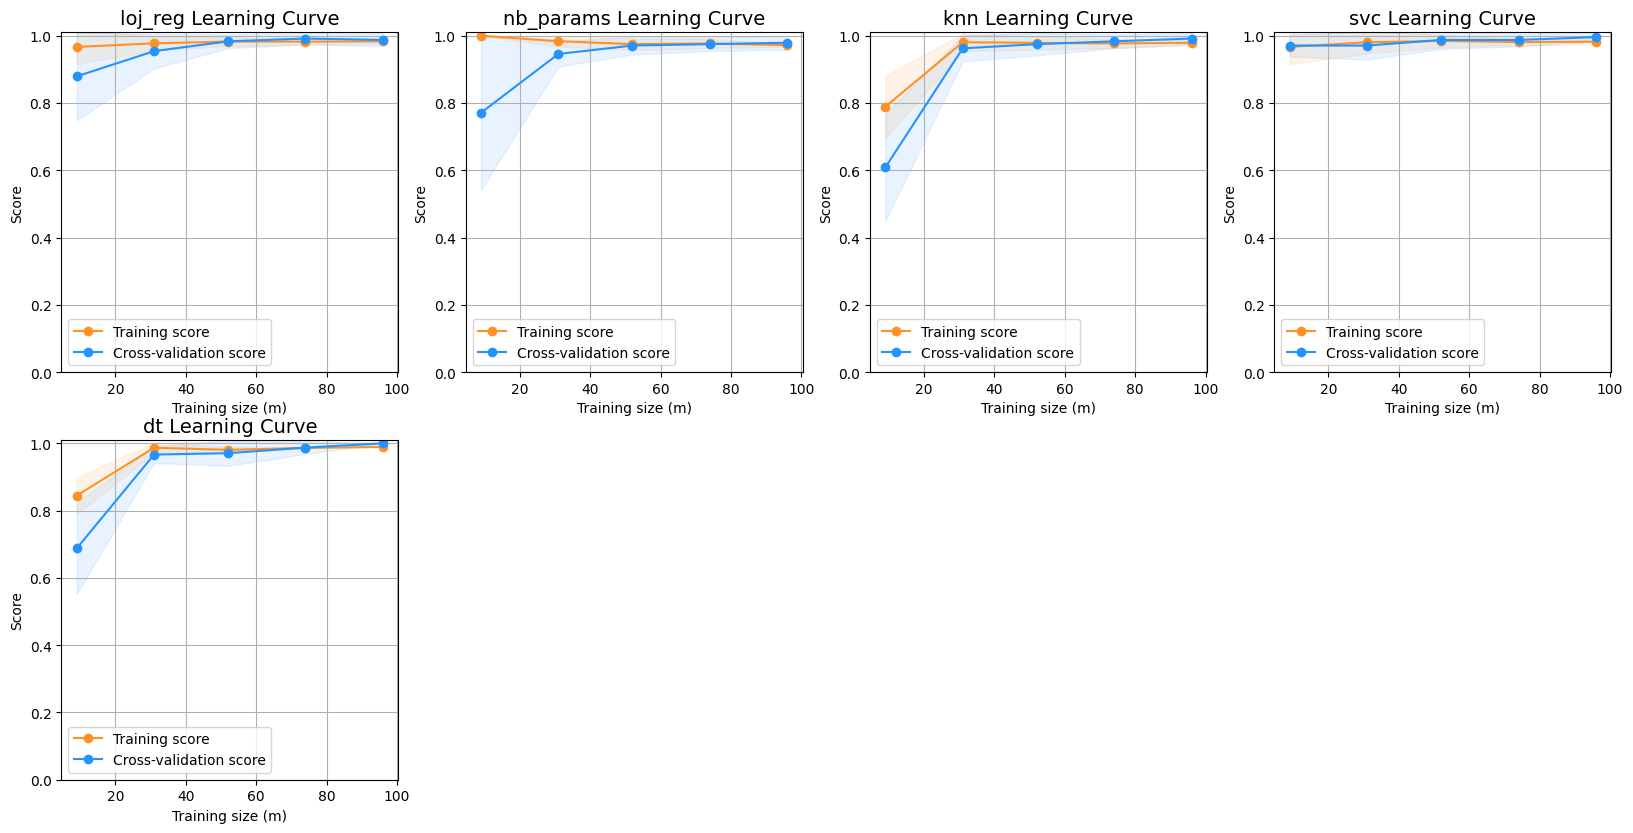 loj_reg Learning Curve
1.0
0.8
0.6
0.4
0.2
0.0
Score
Training score
Cross-validation score
20 40 60 80 100
Training size (m)
nb_params Learning Curve
1.0
0.8
0.6
0.4
0.2
0.0
Score
Training score
Cross-validation score
20 40 60 80 100
Training size (m)
knn Learning Curve
1.0
0.8
0.6
0.4
0.2
0.0
Score
Training score
Cross-validation score
20 40 60 80 100
Training size (m)
svc Learning Curve
1.0
0.8
0.6
0.4
0.2
0.0
Score
Training score
Cross-validation score
20 40 60 80 100
Training size (m)
dt Learning Curve
1.0
0.8
0.6
0.4
0.2
0.0
Score
Training score
Cross-validation score
20 40 60 80 100
Training size (m)